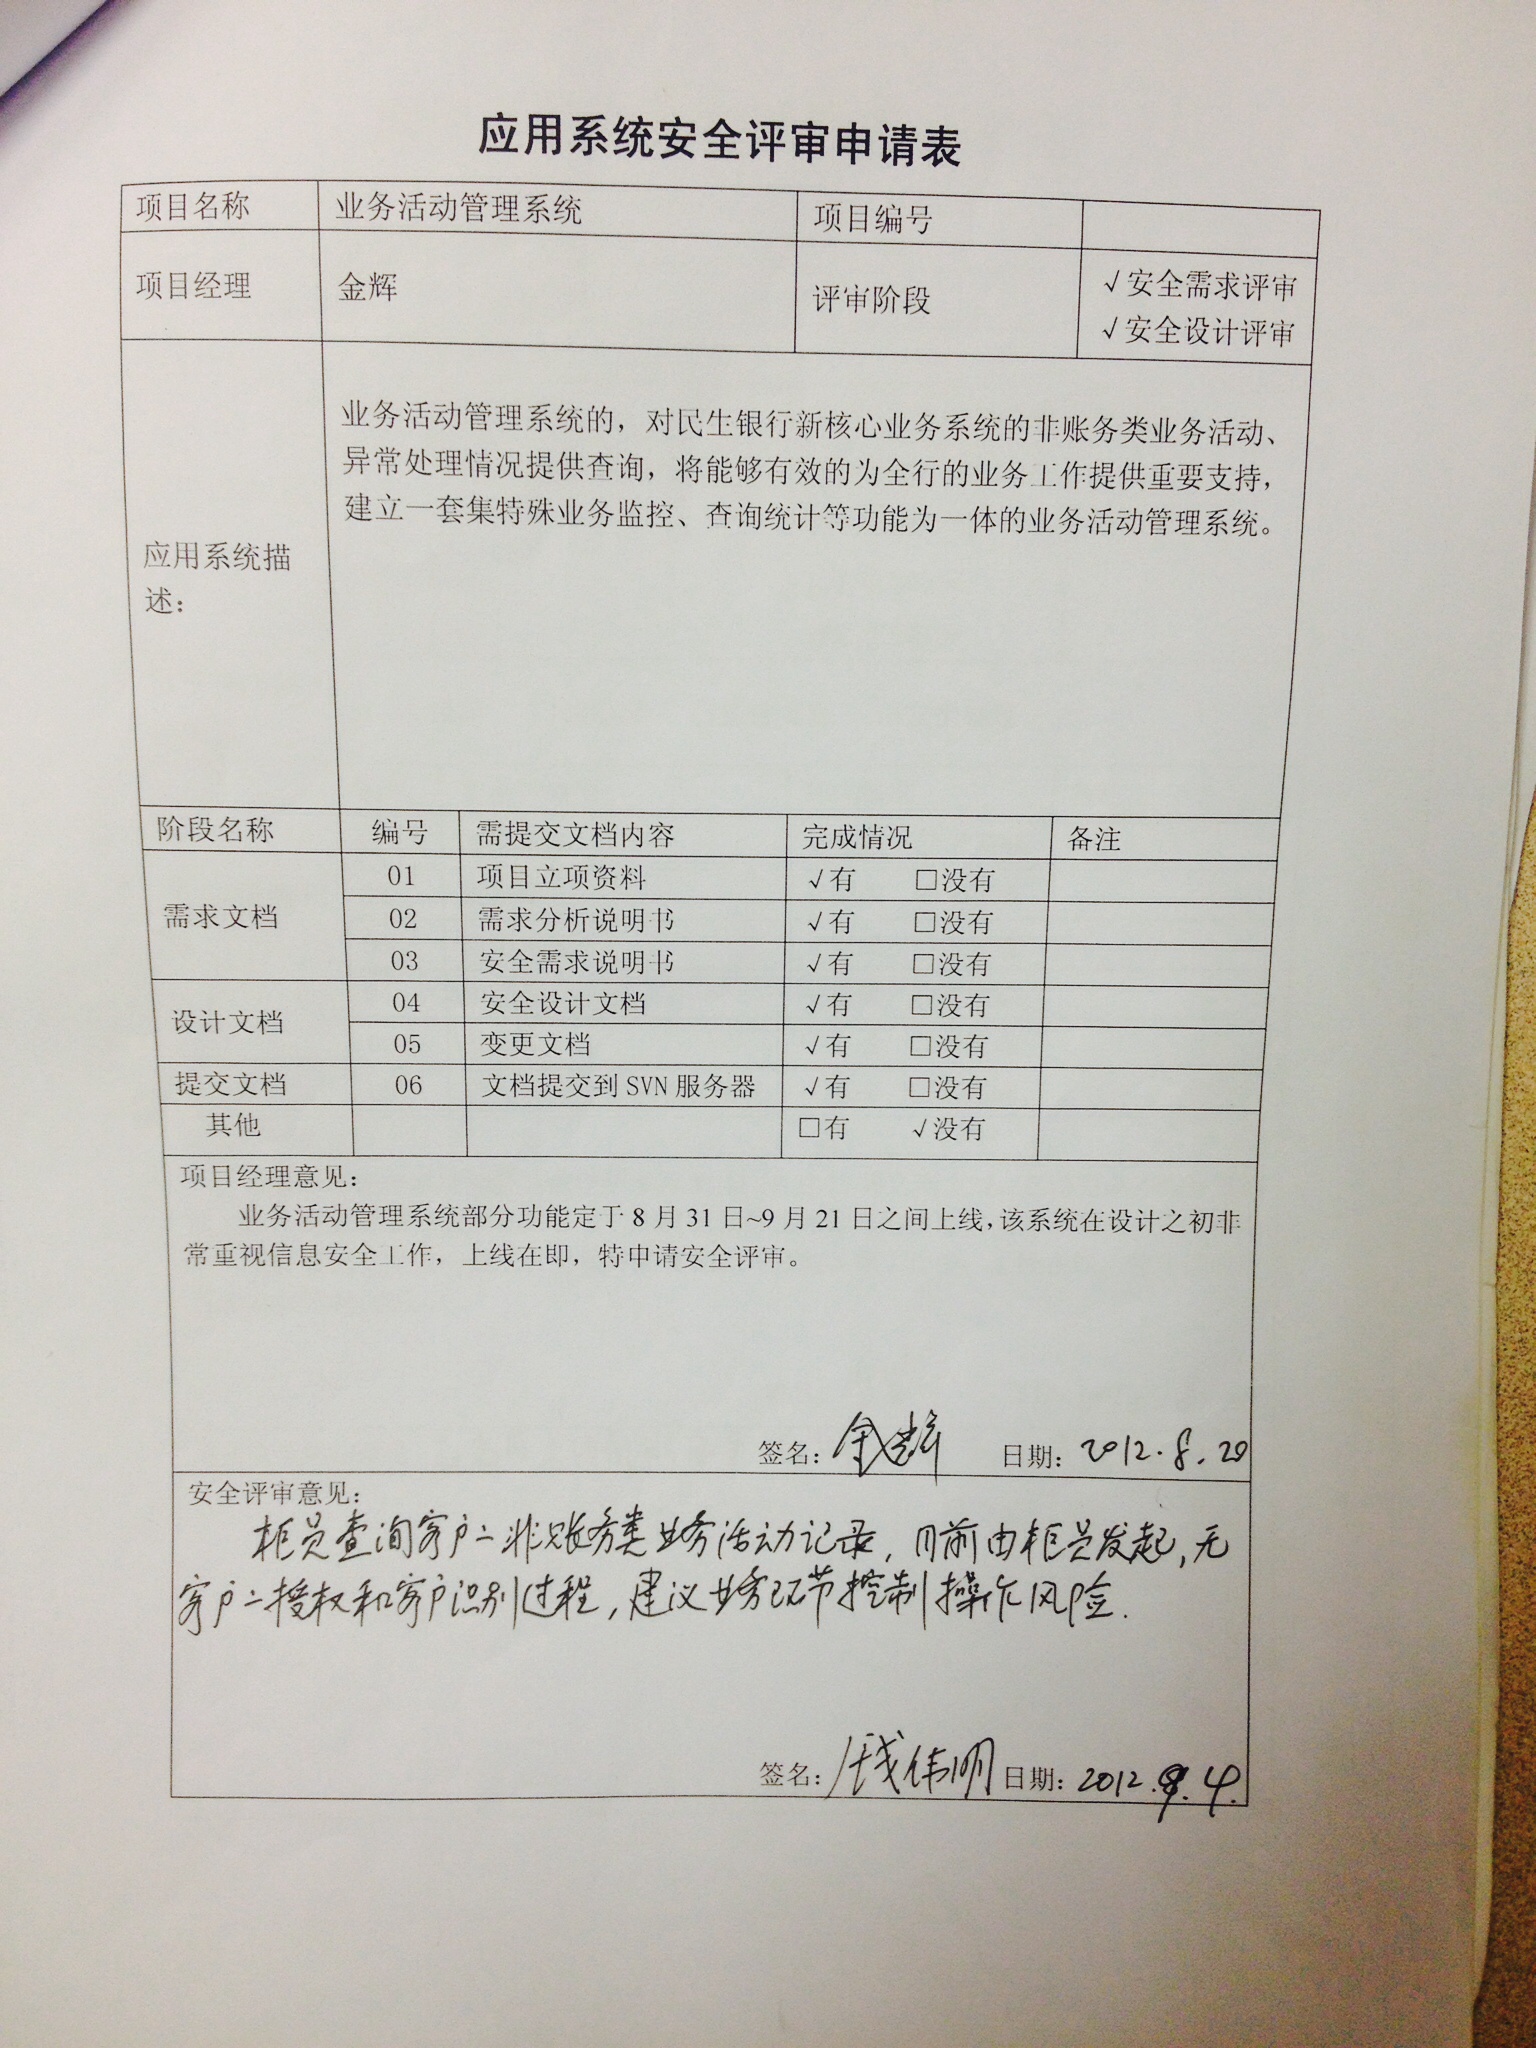 应用系统安全评审申请表
项目名称 业务活动管理系统 项目编号
项目经理 金辉 评审阶段 √安全需求评审
√安全设计评审
业务活动管理系统的，对民生银行新核心业务系统的非账务类业务活动、
异常处理情况提供查询，将能够有效的为全行的业务工作提供重要支持，
建立一套集特殊业务监控、查询统计等功能为一体的业务活动管理系统。
应用系统描
述：
阶段名称 编号 需提交文档内容 完成情况 备注
需求文档 01 项目立项资料 √有 □没有
02 需求分析说明书 √有 □没有
03 安全需求说明书 √有 □没有
设计文档 04 安全设计文档 √有 □没有
05 变更文档 √有 □没有
提交文档 06 文档提交到 SVN 服务器 √有 □没有
其他 □有 √没有
项目经理意见：
业务活动管理系统部分功能定于 8 月 31 日~9 月 21 日之间上线，该系统在设计之初非
常重视信息安全工作，上线在即，特申请安全评审。
签名：金辉 日期：2012.8.20
安全评审意见：
柜员查询客户之非账务类业务活动记录，目前由柜员发起，无
客户之授权和客户识别过程，建议业务环节控制操作风险.
签名：伟明 日期：2012.9.4.